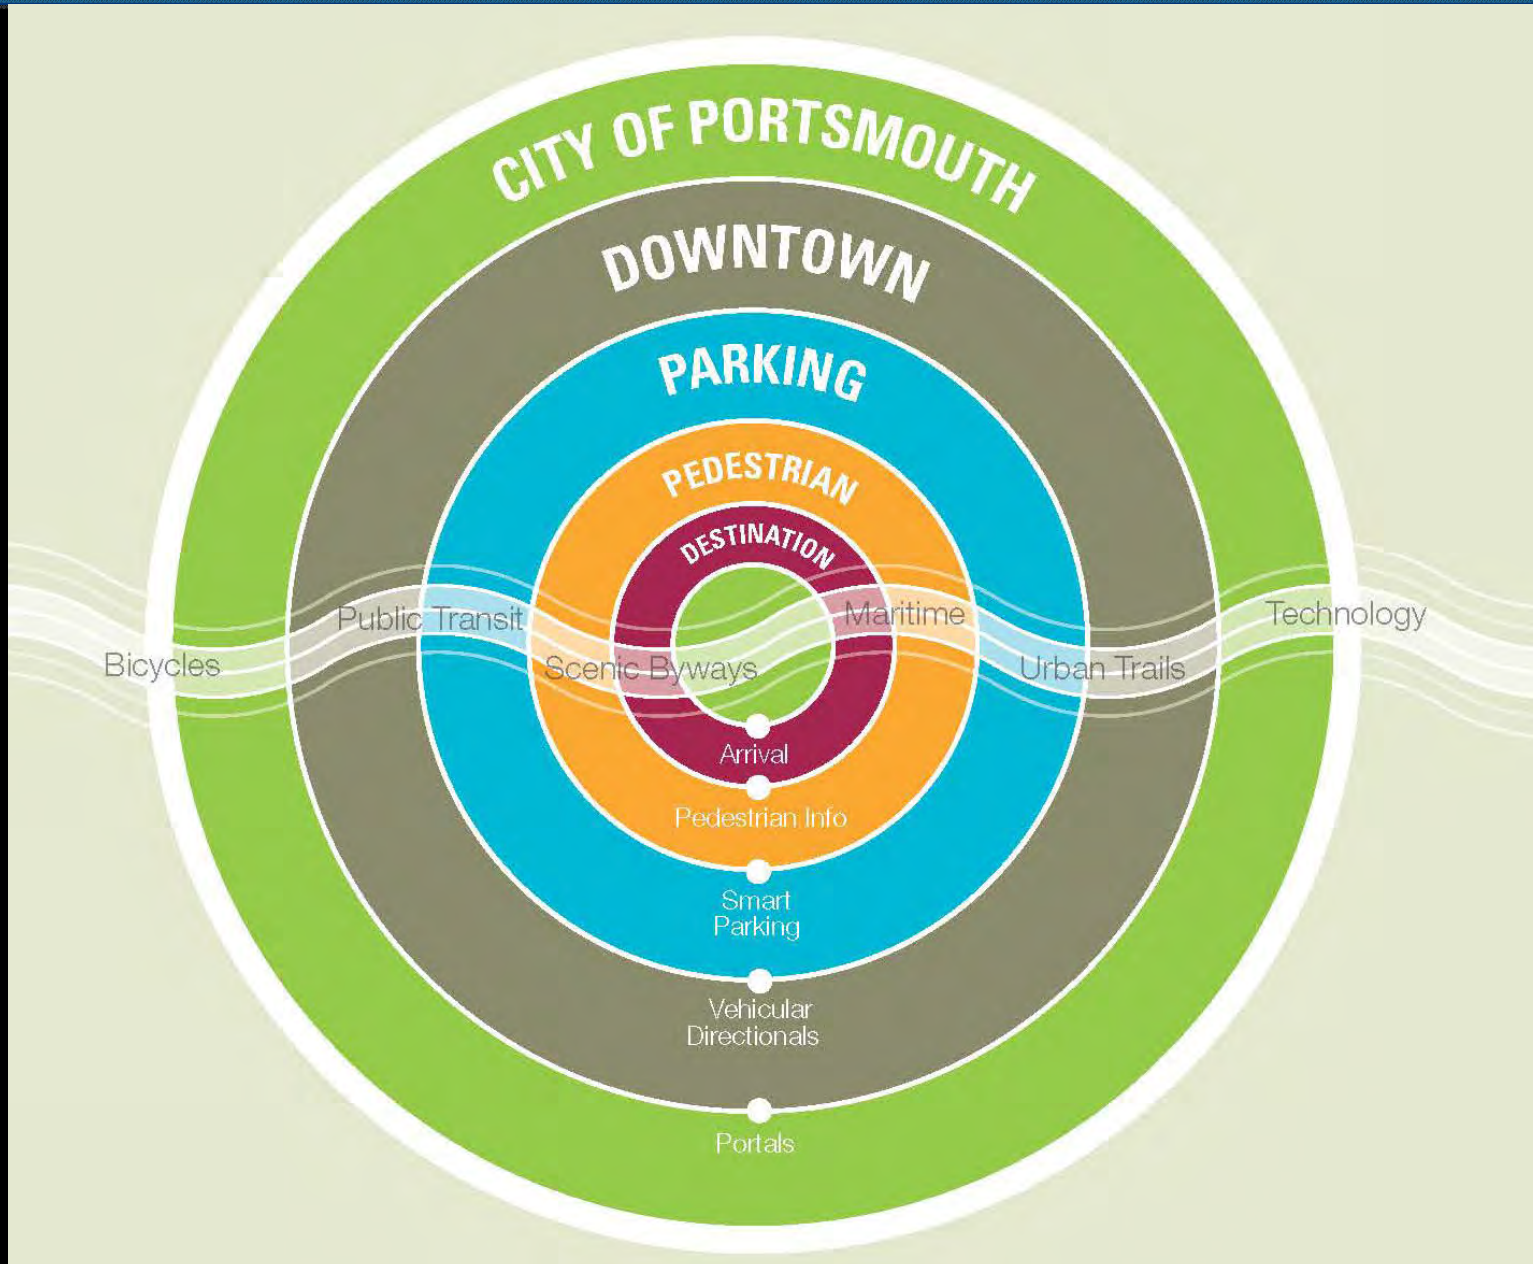 CITY OF PORTSMOUTH
DOWNTOWN
PARKING
PEDESTRIAN
DESTINATION
Bicycles
Public Transit
Scenic Byways
Maritime
Urban Trails
Technology
Arrival
Pedestrian Info
Smart
Parking
Vehicular
Directionals
Portals